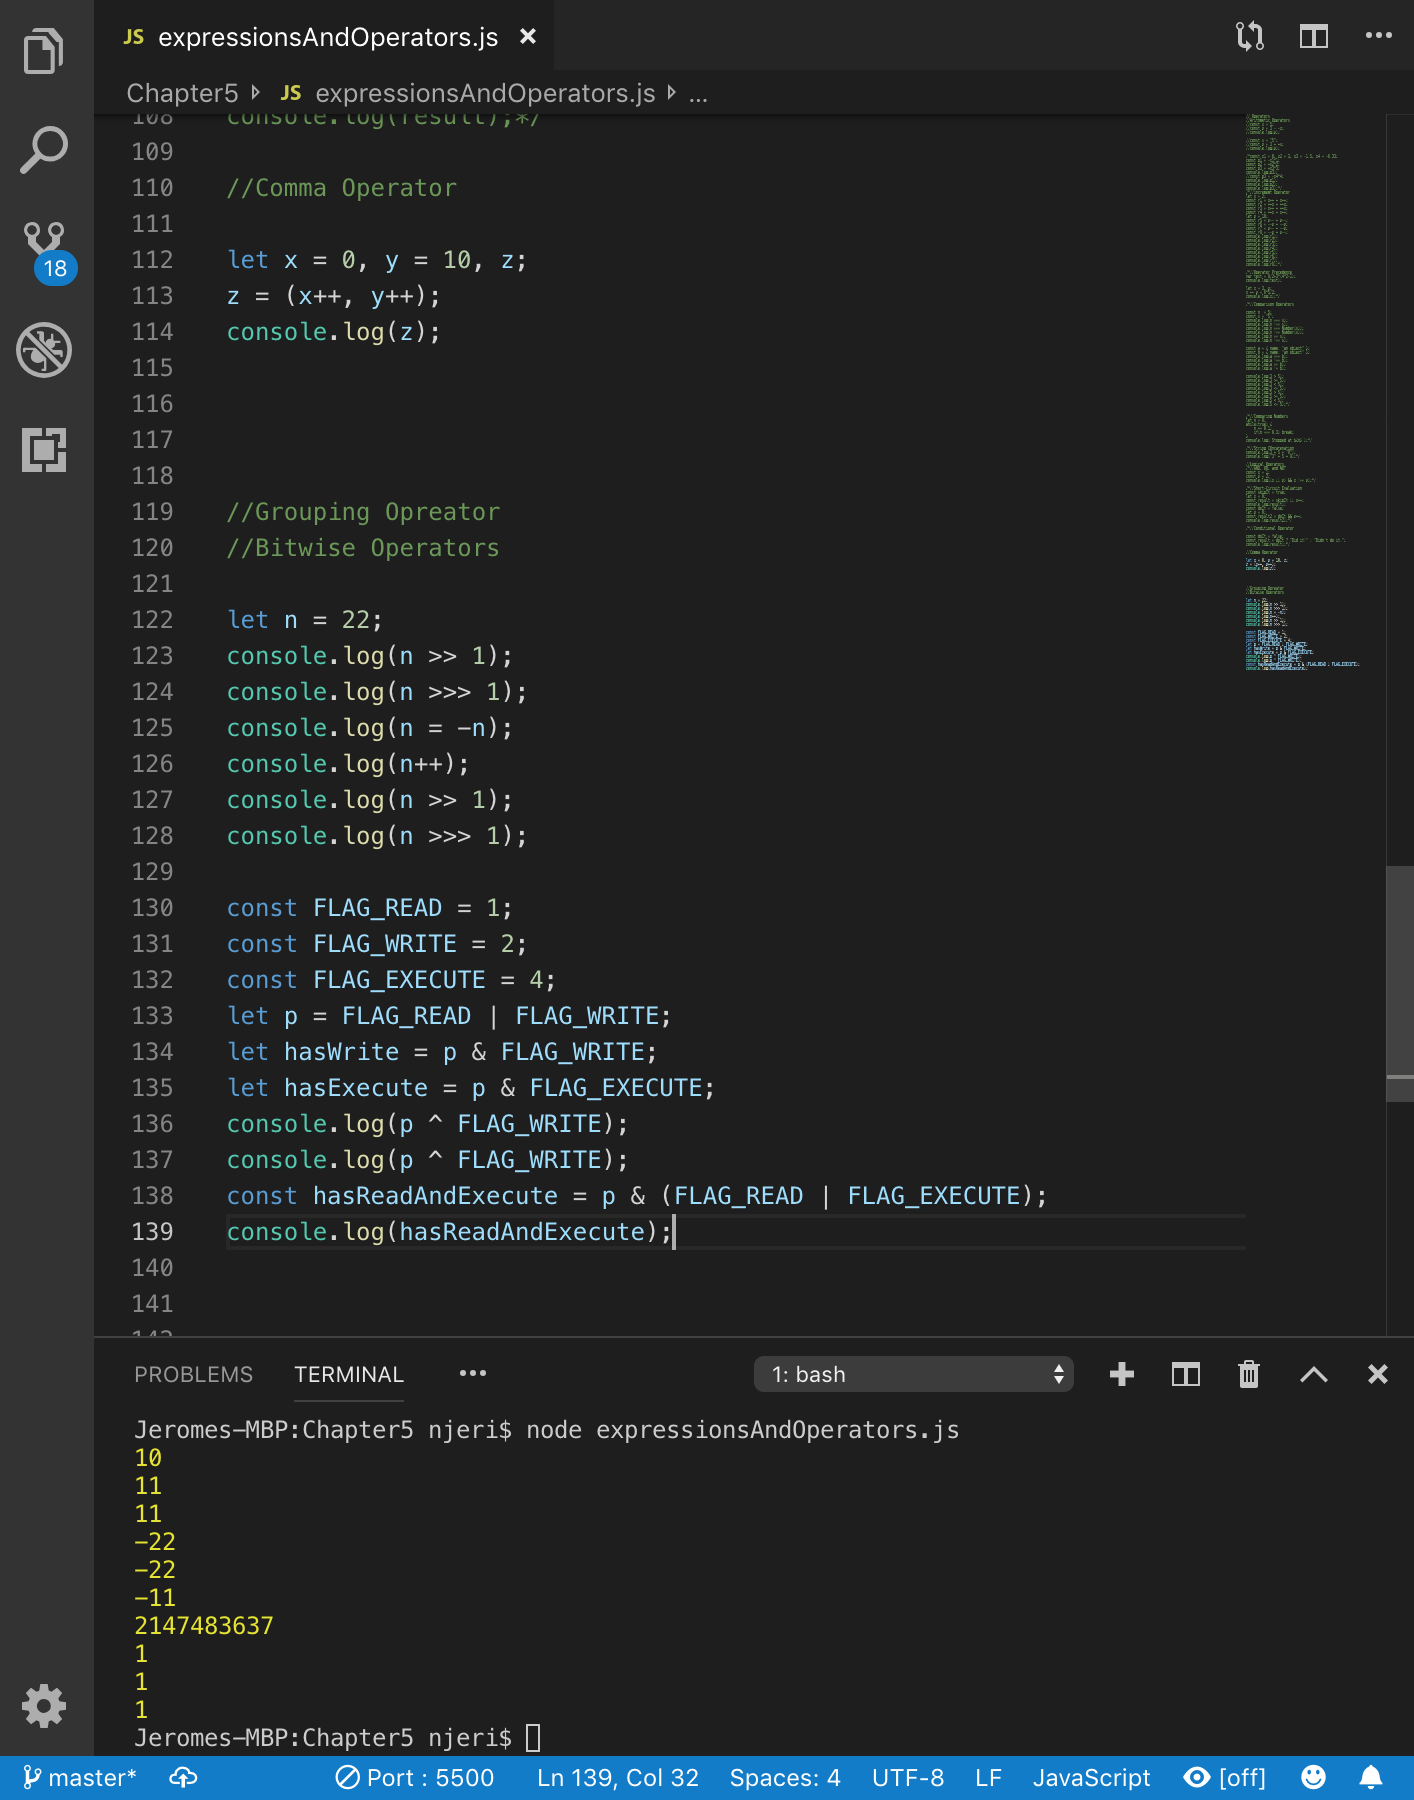 JS expressionsAndOperators.js ×
Chapter5 JS expressionsAndOperators.js ...
108 console.log(result);*/
109
110 //Comma Operator
111
112 let x = 0, y = 10, z;
113 z = (x++, y++);
114 console.log(z);
115
116
117
118
119 //Grouping Opreator
120 //Bitwise Operators
121
122 let n = 22;
123 console.log(n >> 1);
124 console.log(n >>> 1);
125 console.log(n = -n);
126 console.log(n++);
127 console.log(n >> 1);
128 console.log(n >>> 1);
129
130 const FLAG_READ = 1;
131 const FLAG_WRITE = 2;
132 const FLAG_EXECUTE = 4;
133 let p = FLAG_READ | FLAG_WRITE;
134 let hasWrite = p & FLAG_WRITE;
135 let hasExecute = p & FLAG_EXECUTE;
136 console.log(p ^ FLAG_WRITE);
137 console.log(p ^ FLAG_WRITE);
138 const hasReadAndExecute = p & (FLAG_READ | FLAG_EXECUTE);
139 console.log(hasReadAndExecute);
140
141
18
PROBLEMS TERMINAL ••• 1: bash
Jeromes-MBP:Chapter5 njeri$ node expressionsAndOperators.js
10
11
11
-22
-22
-11
2147483637
1
1
1
Jeromes-MBP:Chapter5 njeri$
master* Port : 5500 Ln 139, Col 32 Spaces: 4 UTF-8 LF JavaScript [off]